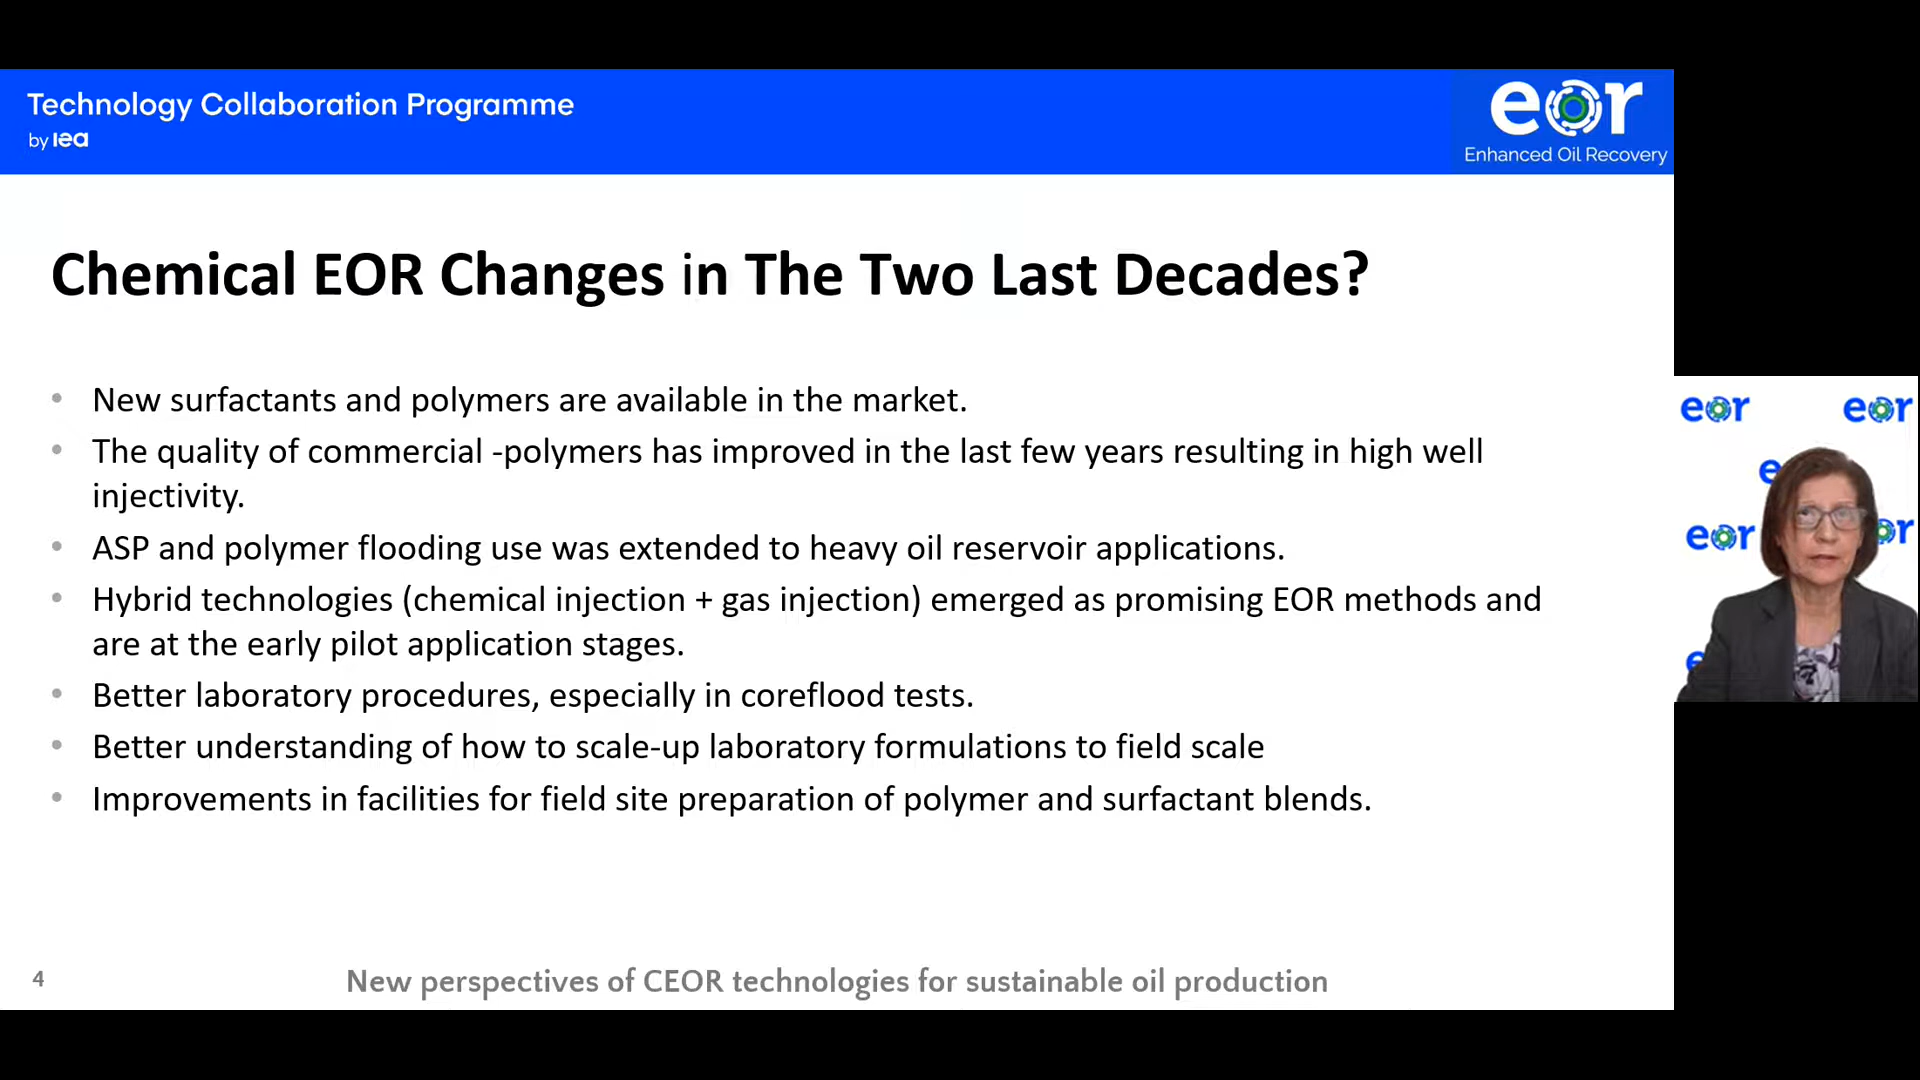 Technology Collaboration Programme
by iea
eor
Enhanced Oil Recovery
Chemical EOR Changes in The Two Last Decades?
• New surfactants and polymers are available in the market.
• The quality of commercial -polymers has improved in the last few years resulting in high well
injectivity.
• ASP and polymer flooding use was extended to heavy oil reservoir applications.
• Hybrid technologies (chemical injection + gas injection) emerged as promising EOR methods and
are at the early pilot application stages.
• Better laboratory procedures, especially in coreflood tests.
• Better understanding of how to scale-up laboratory formulations to field scale
• Improvements in facilities for field site preparation of polymer and surfactant blends.
4
New perspectives of CEOR technologies for sustainable oil production
eor
eor
eor